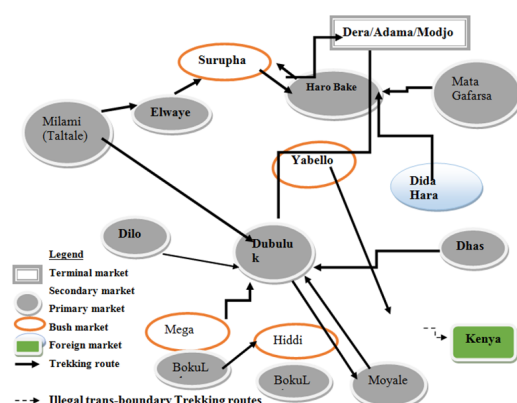 Dera/Adama/Modjo
Surupha
Haro Bake
Mata
Gafarsa
Elwaye
Milami
(Taltale)
Yabello
Dida
Hara
Dilo
Dubulu
k
Dhas
Legend
Terminal market
Secondary market
Primary market
Bush market
Foreign market
Trekking route
Illegal trans-boundary Trekking routes
Mega
Hiddi
Kenya
BokuL
BokuL
Moyale